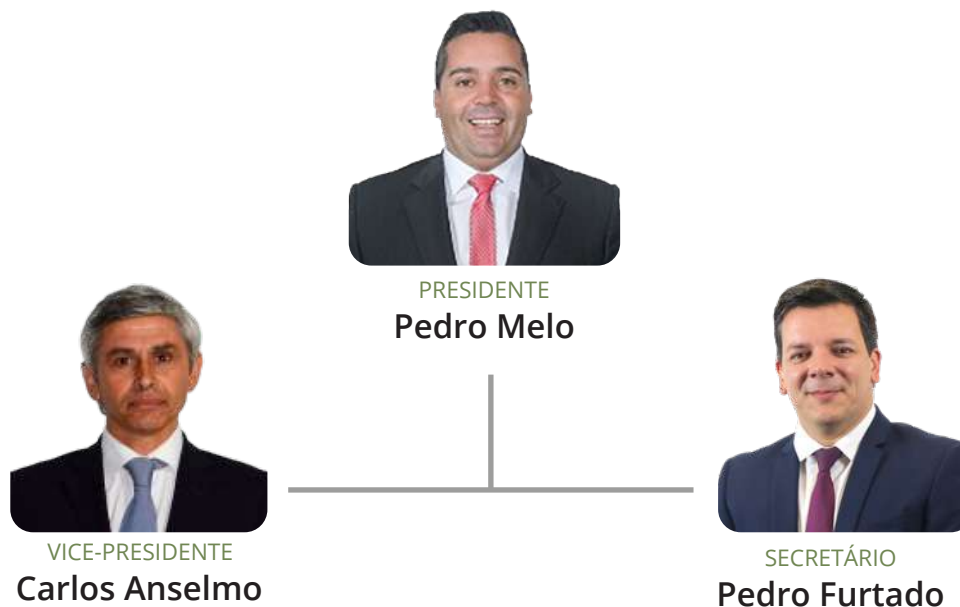 PRESIDENTE
Pedro Melo
VICE-PRESIDENTE
Carlos Anselmo
SECRETÁRIO
Pedro Furtado